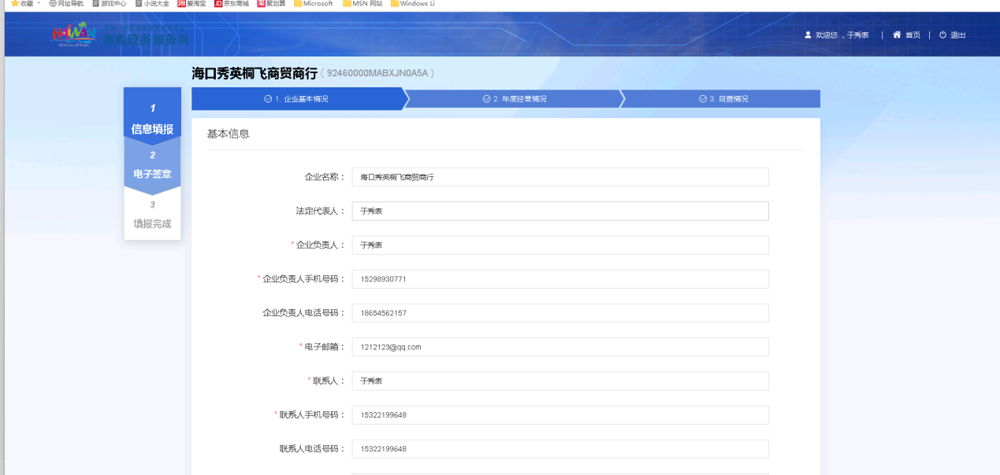 收藏 网址导航 游戏中心 小说大全 爱淘宝 京东商城 聚划算 Microsoft MSN 网站 Windows Li
海南政务服务网
欢迎您 ，于秀表 | 首页 | 退出
海口秀英桐飞商贸商行（92460000MABXJN0A5A）
1. 企业基本情况 2. 年度经营情况 3. 自查情况
1
信息填报
2
电子签章
3
填报完成
基本信息
企业名称： 海口秀英桐飞商贸商行
法定代表人： 于秀表
* 企业负责人： 于秀表
* 企业负责人手机号码： 15298930771
企业负责人电话号码： 18654562157
* 电子邮箱： 1212123@qq.com
* 联系人： 于秀表
* 联系人手机号码： 15322199648
联系人电话号码： 15322199648